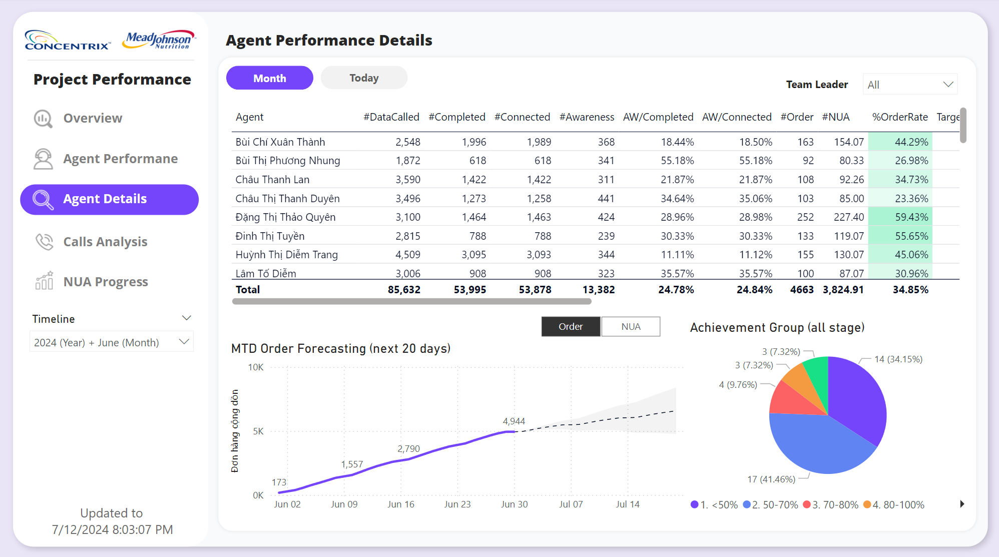 CONCENTRIX™
MeadJohnson™
Nutrition
Project Performance
Overview
Agent Performane
Agent Details
Calls Analysis
NUA Progress
Timeline
2024 (Year) + June (Month)
Updated to
7/12/2024 8:03:07 PM
Agent Performance Details
Month Today
Team Leader All
Agent #DataCalled #Completed #Connected #Awareness AW/Completed AW/Connected #Order #NUA %OrderRate Targe
Bùi Chí Xuân Thành 2,548 1,996 1,989 368 18.44% 18.50% 163 154.07 44.29%
Bùi Thị Phương Nhung 1,872 618 618 341 55.18% 55.18% 92 80.33 26.98%
Châu Thanh Lan 3,590 1,422 1,422 311 21.87% 21.87% 108 92.26 34.73%
Châu Thị Thanh Duyên 3,496 1,273 1,258 441 34.64% 35.06% 103 85.00 23.36%
Đặng Thị Thảo Quyên 3,100 1,464 1,463 424 28.96% 28.98% 252 227.40 59.43%
Đinh Thị Tuyền 2,815 788 788 239 30.33% 30.33% 133 119.07 55.65%
Huỳnh Thị Diễm Trang 4,509 3,095 3,093 344 11.11% 11.12% 155 130.07 45.06%
Lâm Tố Diễm 3,006 908 908 323 35.57% 35.57% 100 87.07 30.96%
Total 85,632 53,995 53,878 13,382 24.78% 24.84% 4663 3,824.91 34.85%
Order NUA
MTD Order Forecasting (next 20 days)
10K
5K
0K
Đơn hàng cộng dồn
173
1,557
2,790
4,944
Jun 02 Jun 09 Jun 16 Jun 23 Jun 30 Jul 07 Jul 14
Achievement Group (all stage)
3 (7.32%)
3 (7.32%)
4 (9.76%)
14 (34.15%)
17 (41.46%)
1. <50% 2. 50-70% 3. 70-80% 4. 80-100%